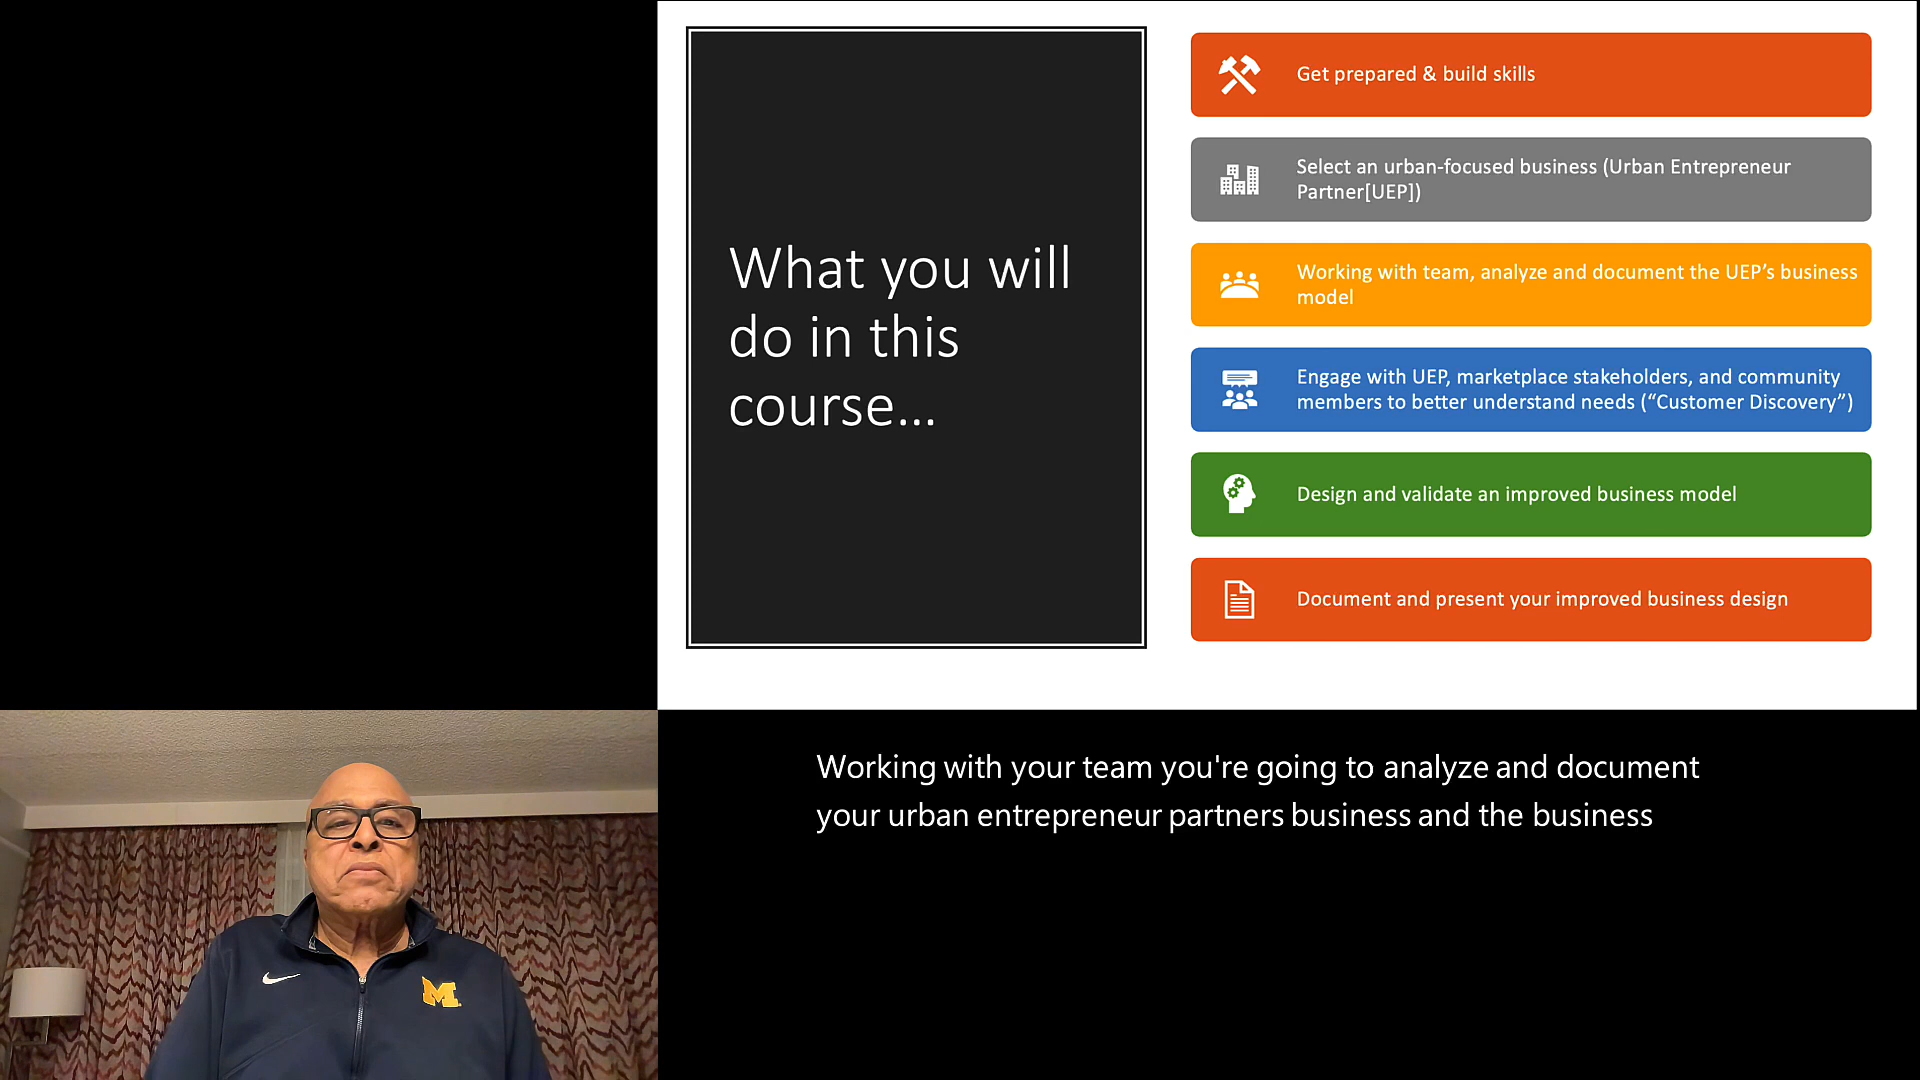 What you will
do in this
course...
Get prepared & build skills
Select an urban-focused business (Urban Entrepreneur
Partner[UEP])
Working with team, analyze and document the UEP’s business
model
Engage with UEP, marketplace stakeholders, and community
members to better understand needs (“Customer Discovery”)
Design and validate an improved business model
Document and present your improved business design
Working with your team you're going to analyze and document
your urban entrepreneur partners business and the business
M